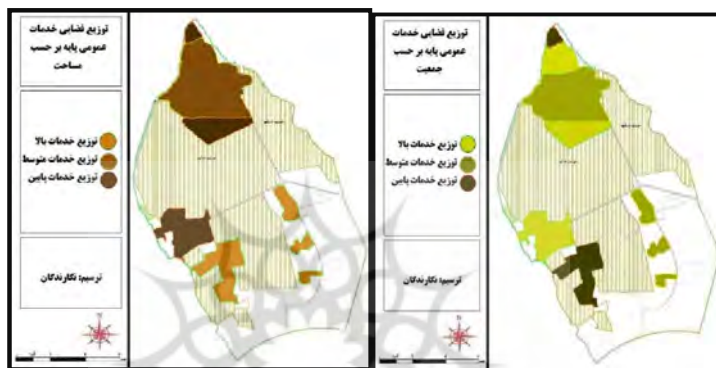 توزیع فضایی خدمات
عمومی پایه بر حسب
مساحت
توزیع خدمات بالا
توزیع خدمات متوسط
توزیع خدمات پایین
ترسیم: نگارندگان
توزیع فضایی خدمات
عمومی پایه بر حسب
جمعیت
توزیع خدمات بالا
توزیع خدمات متوسط
توزیع خدمات پایین
ترسیم: نگارندگان